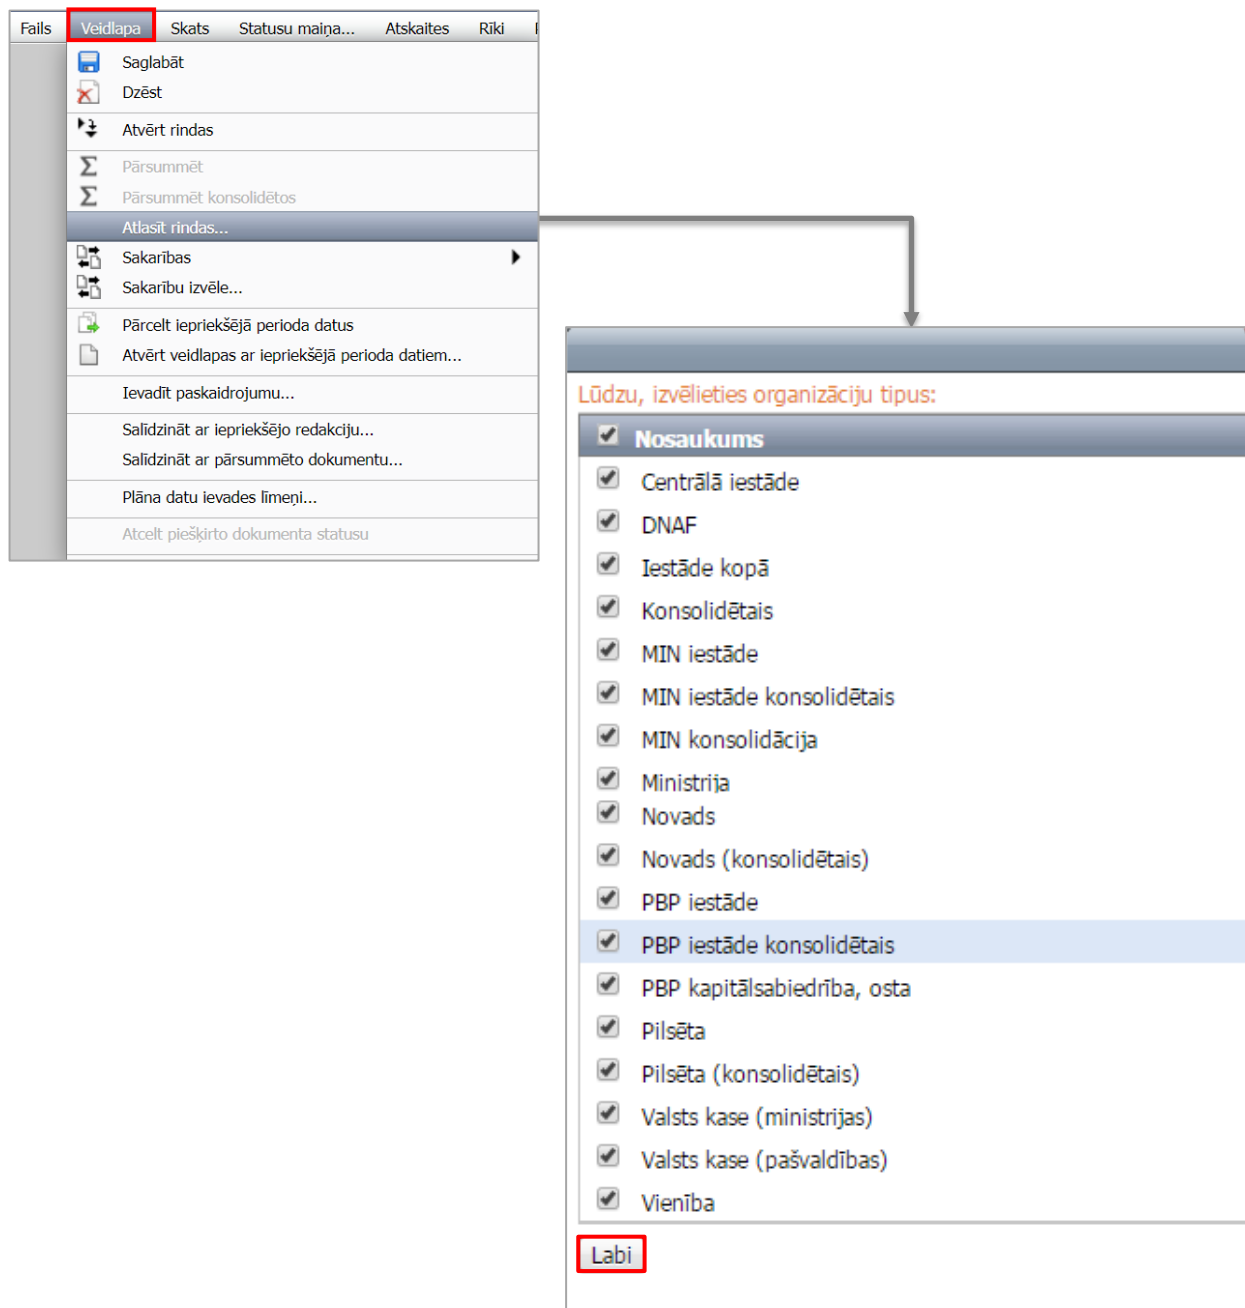 Fails Veidlapa Skats Statusu maiņa... Atskaites Rīki
Saglabāt
Dzēst
Atvērt rindas
Pārsummēt
Pārsummēt konsolidētos
Atlasīt rindas...
Sakarības
Sakarību izvēle...
Pārcelt iepriekšējā perioda datus
Atvērt veidlapas ar iepriekšējā perioda datiem...
Ievadīt paskaidrojumu...
Salīdzināt ar iepriekšējo redakciju...
Salīdzināt ar pārsummēto dokumentu...
Plāna datu ievades līmeņi...
Atcelt piešķirto dokumenta statusu
Lūdzu, izvēlieties organizāciju tipus:
Nosaukums
Centrālā iestāde
DNAF
Iestāde kopā
Konsolidētais
MIN iestāde
MIN iestāde konsolidētais
MIN konsolidācija
Ministrija
Novads
Novads (konsolidētais)
PBP iestāde
PBP iestāde konsolidētais
PBP kapitālsabiedrība, osta
Pilsēta
Pilsēta (konsolidētais)
Valsts kase (ministrijas)
Valsts kase (pašvaldības)
Vienība
Labi